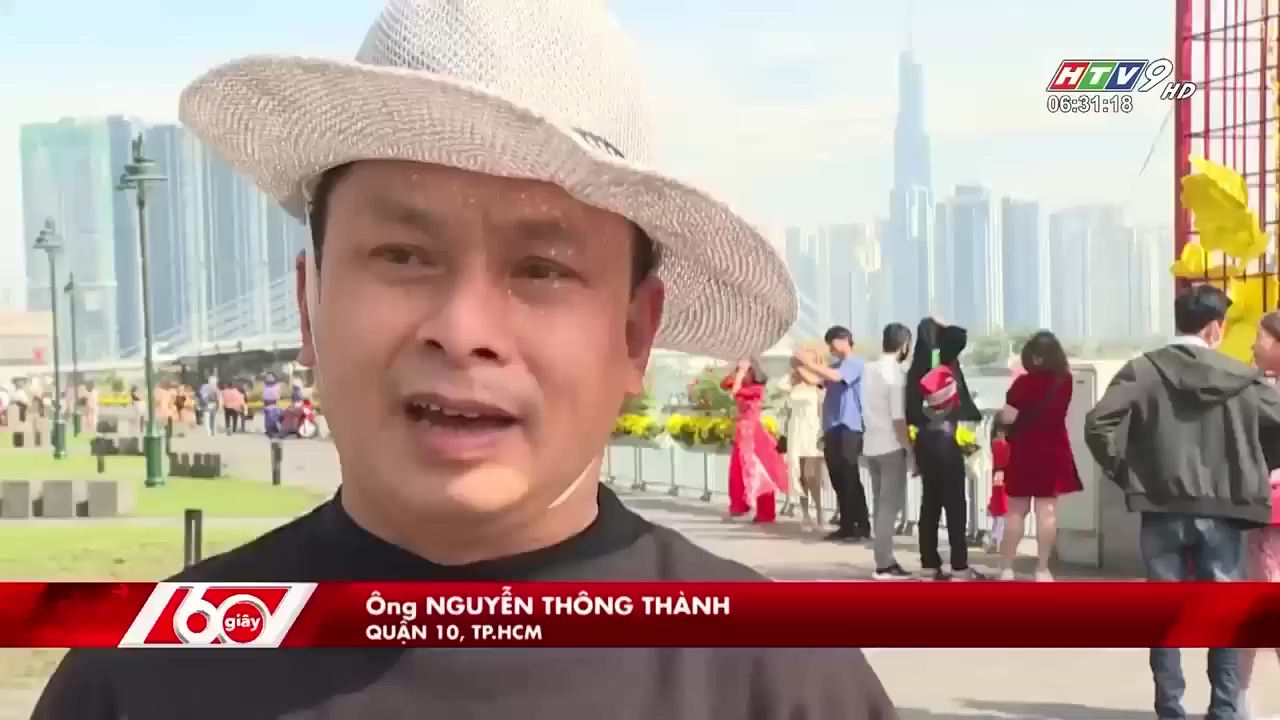 HTV9 HD
06:31:18
60 giây
Ông NGUYỄN THÔNG THÀNH
QUẬN 10, TP.HCM